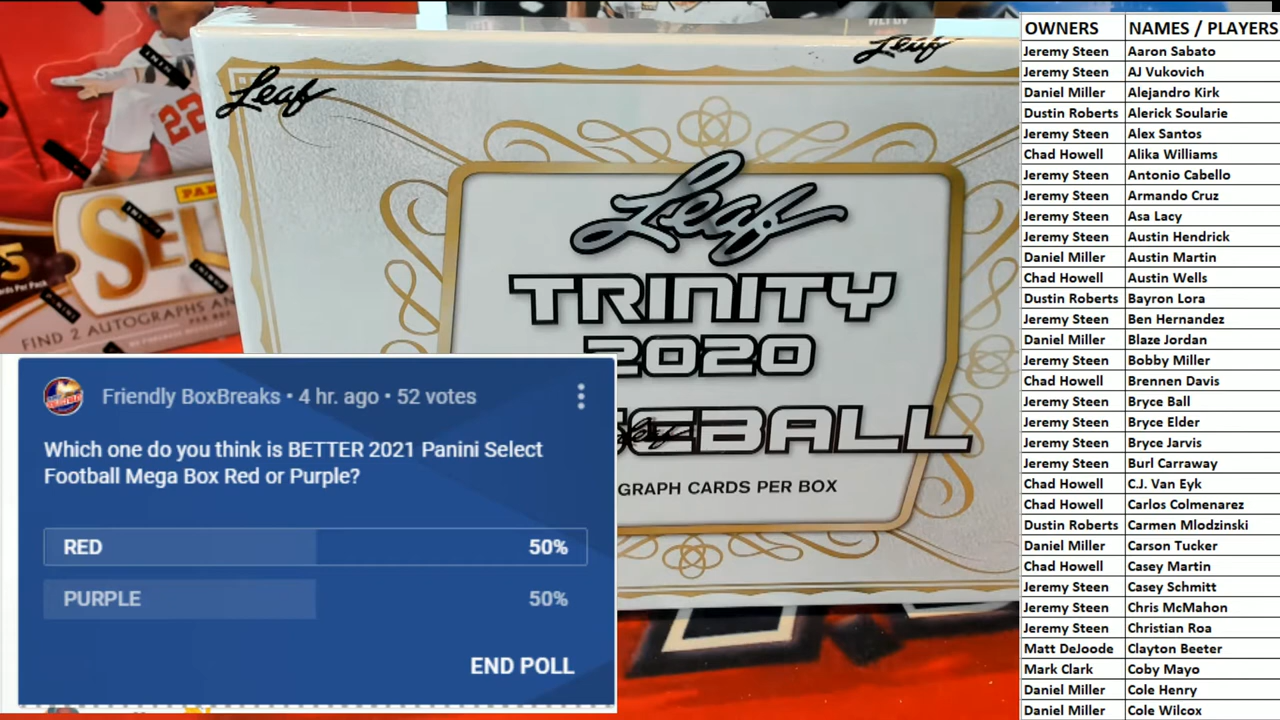 Leaf
Leaf
22
PANI
SEL
5
Cards Per Pack
FIND 2 AUTOGRAPHS AN
Leaf
TRINITY
2020
BASEBALL
GRAPH CARDS PER BOX
Friendly BoxBreaks • 4 hr. ago • 52 votes
Which one do you think is BETTER 2021 Panini Select
Football Mega Box Red or Purple?
RED 50%
PURPLE 50%
END POLL
OWNERS NAMES / PLAYERS
Jeremy Steen Aaron Sabato
Jeremy Steen AJ Vukovich
Daniel Miller Alejandro Kirk
Dustin Roberts Alerick Soularie
Jeremy Steen Alex Santos
Chad Howell Alika Williams
Jeremy Steen Antonio Cabello
Jeremy Steen Armando Cruz
Jeremy Steen Asa Lacy
Jeremy Steen Austin Hendrick
Daniel Miller Austin Martin
Chad Howell Austin Wells
Dustin Roberts Bayron Lora
Jeremy Steen Ben Hernandez
Daniel Miller Blaze Jordan
Jeremy Steen Bobby Miller
Chad Howell Brennen Davis
Jeremy Steen Bryce Ball
Jeremy Steen Bryce Elder
Jeremy Steen Bryce Jarvis
Jeremy Steen Burl Carraway
Chad Howell C.J. Van Eyk
Chad Howell Carlos Colmenarez
Dustin Roberts Carmen Mlodzinski
Daniel Miller Carson Tucker
Chad Howell Casey Martin
Jeremy Steen Casey Schmitt
Jeremy Steen Chris McMahon
Jeremy Steen Christian Roa
Matt DeJoode Clayton Beeter
Mark Clark Coby Mayo
Daniel Miller Cole Henry
Daniel Miller Cole Wilcox